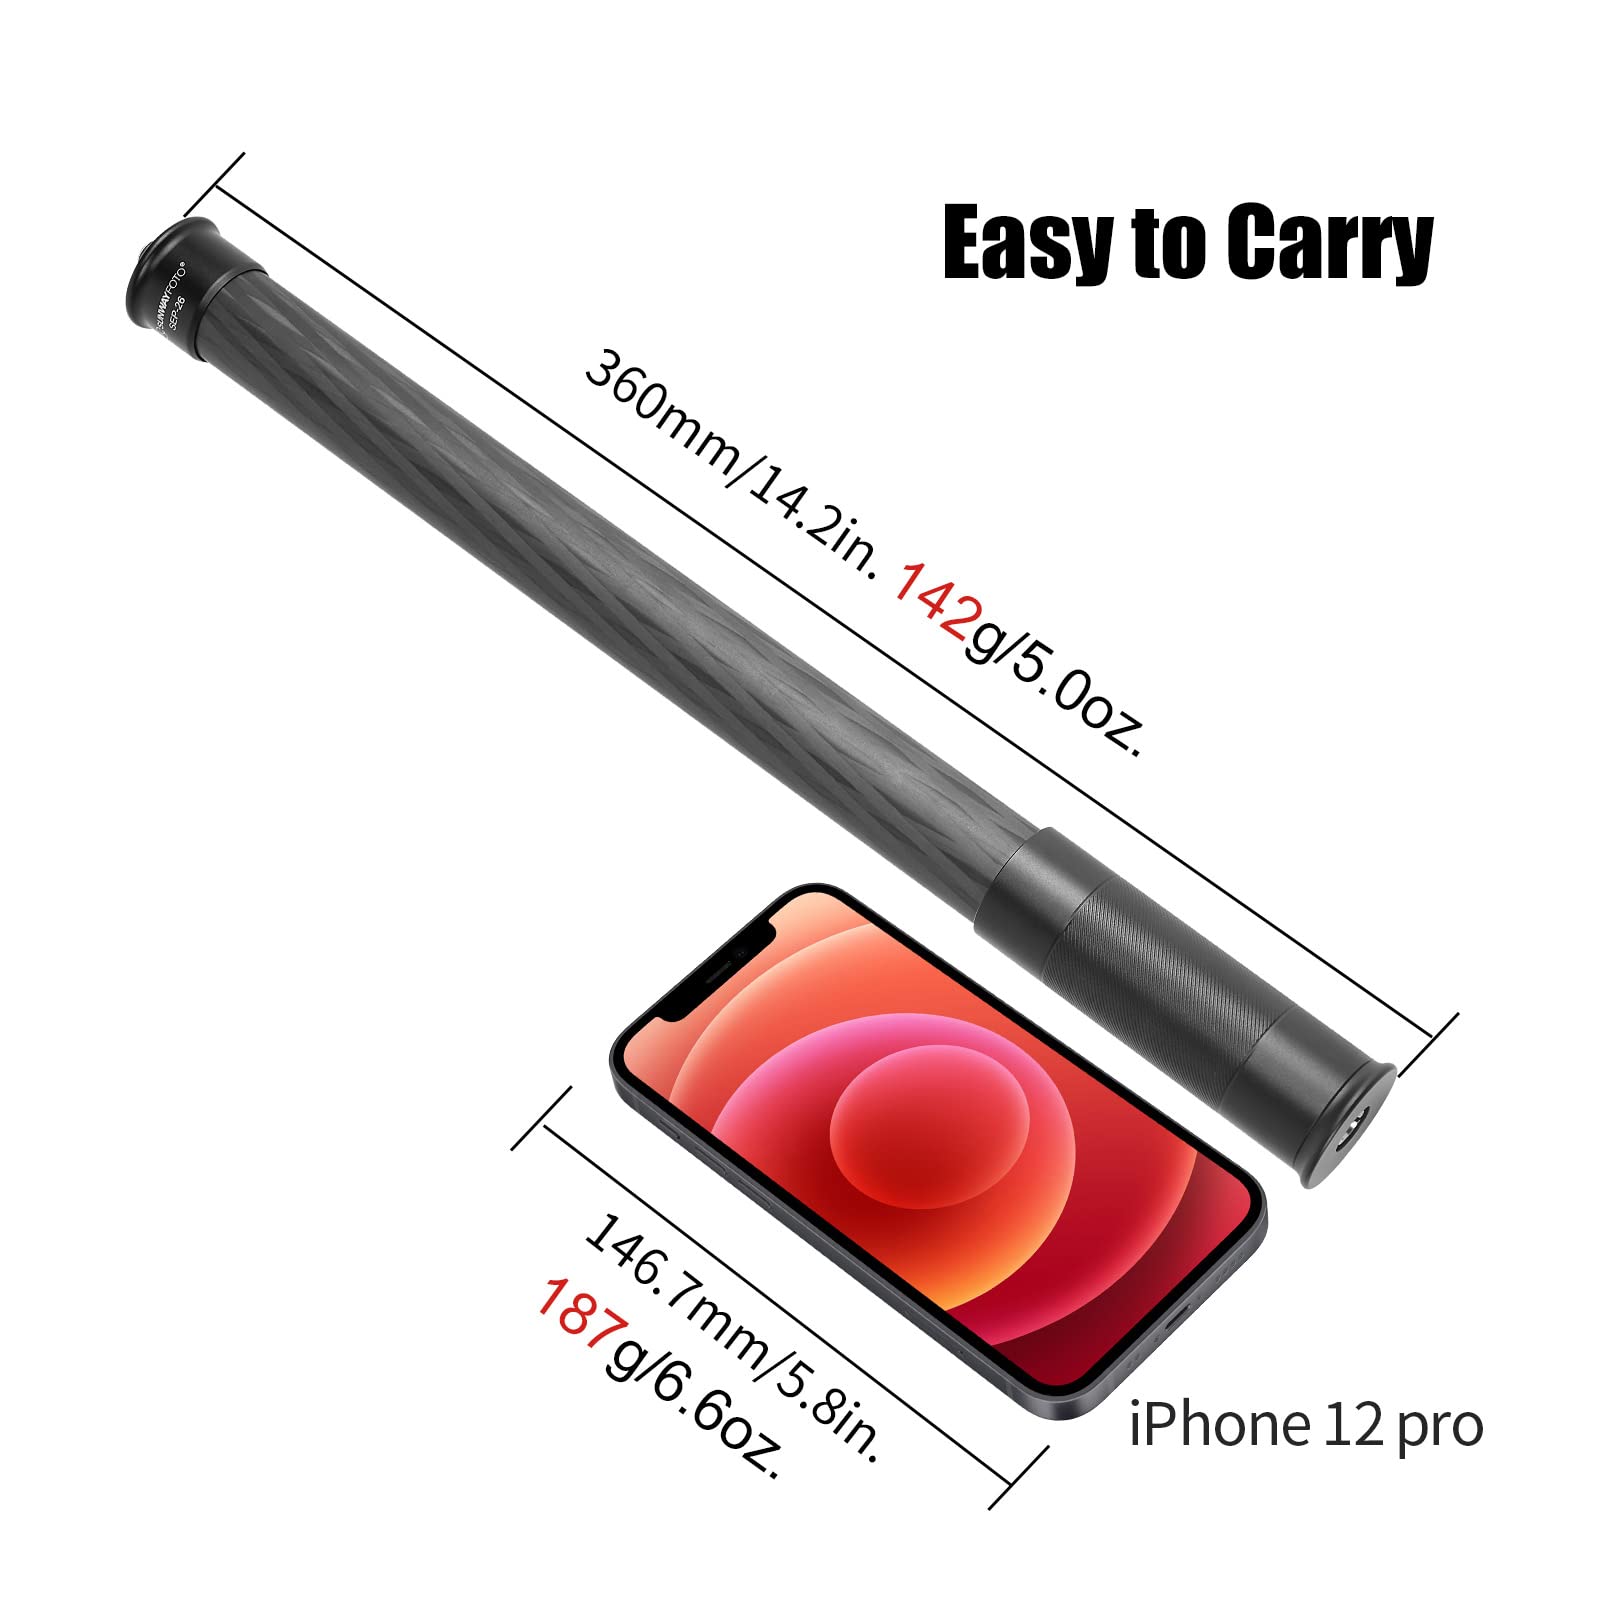 Easy to Carry
SUNWAYFOTO®
SEP-26
360mm/14.2in. 142g/5.0oz.
146.7mm/5.8in.
187g/6.6oz.
iPhone 12 pro